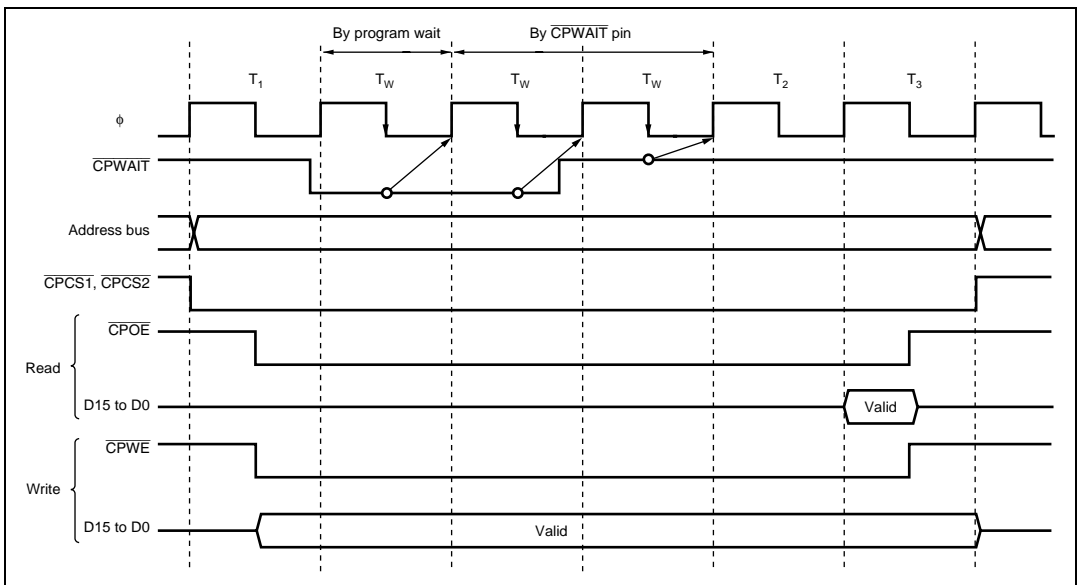 By program wait By CPWAIT pin
T1 TW TW TW T2 T3
ϕ
CPWAIT
Address bus
CPCS1, CPCS2
CPOE
Read
D15 to D0 Valid
CPWE
Write
D15 to D0 Valid